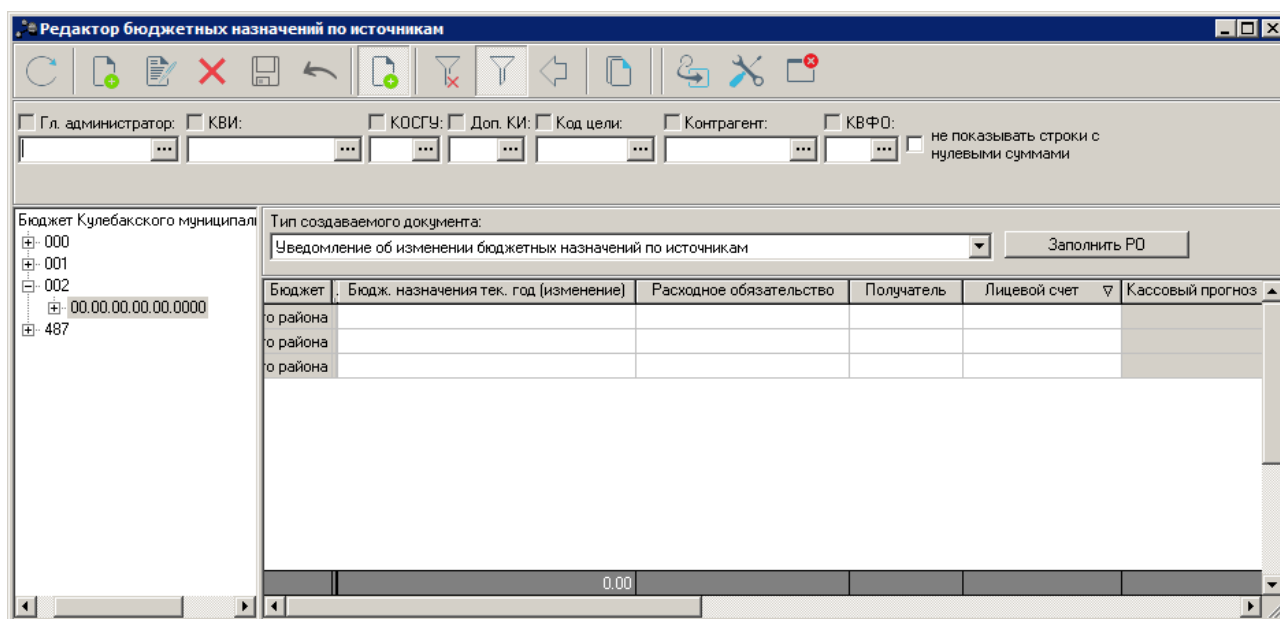 Редактор бюджетных назначений по источникам
Гл. администратор: КВИ: КОСГУ: Доп. КИ: Код цели: Контрагент: КВФО:
не показывать строки с
нулевыми суммами
Бюджет Кулебакского муниципал
000
001
002
00.00.00.00.00.0000
487
Тип создаваемого документа:
Уведомление об изменении бюджетных назначений по источникам
Заполнить РО
Бюджет Бюдж. назначения тек. год (изменение) Расходное обязательство Получатель Лицевой счет Кассовый прогноз
го района
го района
го района
0.00